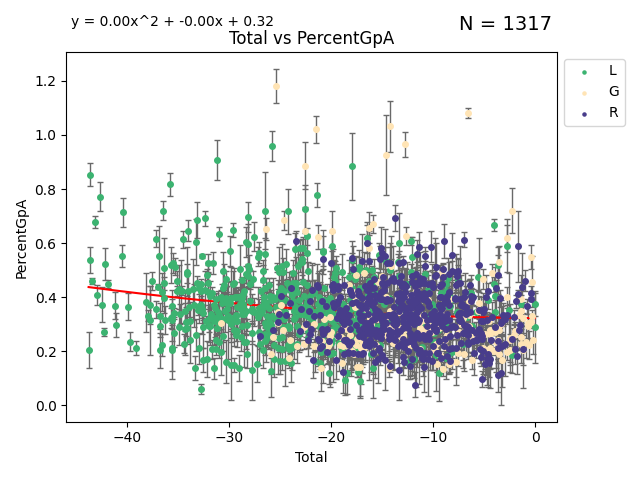 y = 0.00x^2 + -0.00x + 0.32
N = 1317
Total vs PercentGpA
L
G
R
PercentGpA
1.2
1.0
0.8
0.6
0.4
0.2
0.0
−40
−30
−20
−10
0
Total